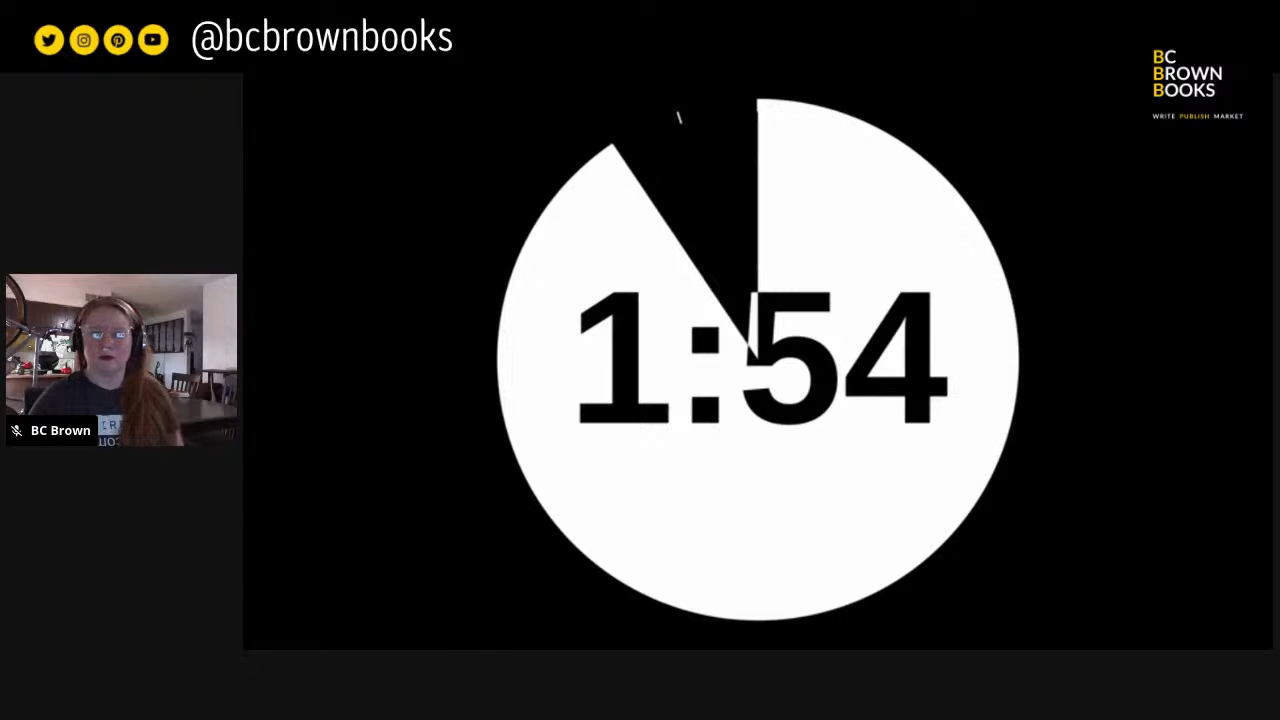 @bcbrownbooks
BC
BROWN
BOOKS
WRITE PUBLISH MARKET
1:54
BC Brown